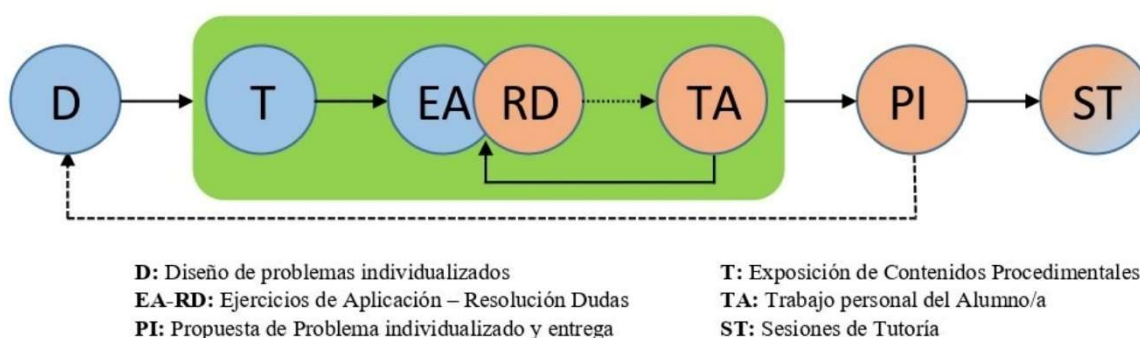 D T EA RD TA PI ST
D: Diseño de problemas individualizados
EA-RD: Ejercicios de Aplicación – Resolución Dudas
PI: Propuesta de Problema individualizado y entrega
T: Exposición de Contenidos Procedimentales
TA: Trabajo personal del Alumno/a
ST: Sesiones de Tutoría